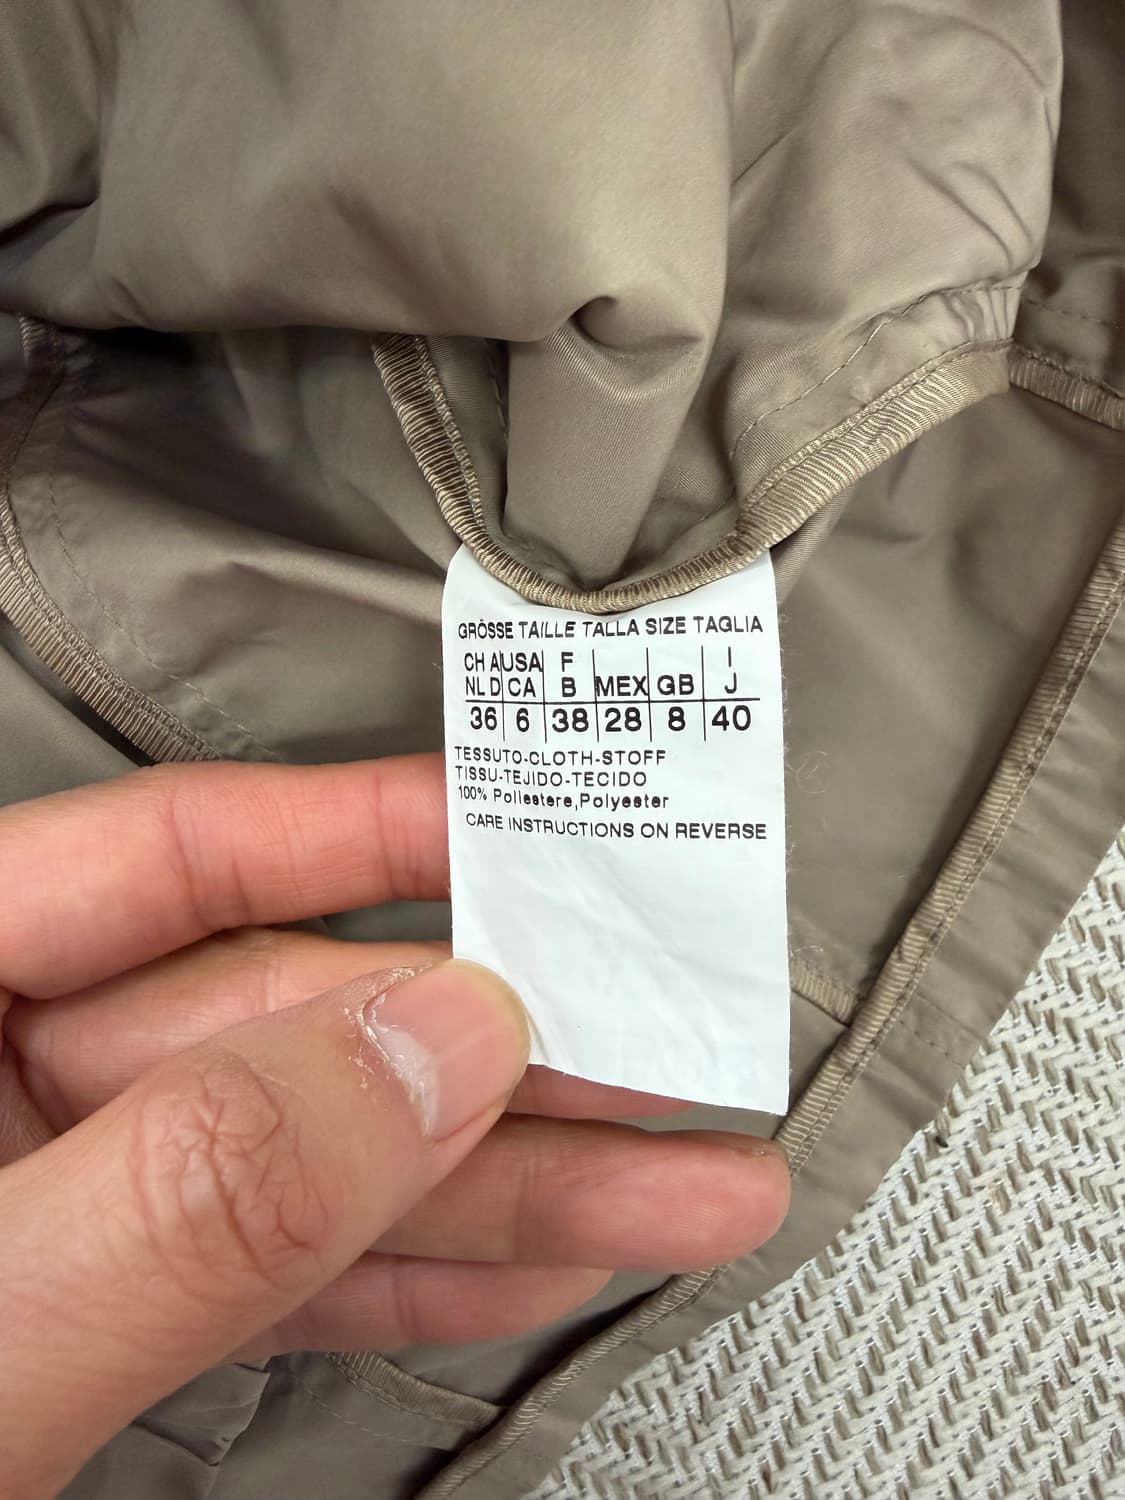 GRÖSSE TAILLE TALLA SIZE TAGLIA
CH A USA F I
NL D CA B MEX GB J
36 6 38 28 8 40
TESSUTO-CLOTH-STOFF
TISSU-TEJIDO-TECIDO
100% Poliestere,Polyester
CARE INSTRUCTIONS ON REVERSE